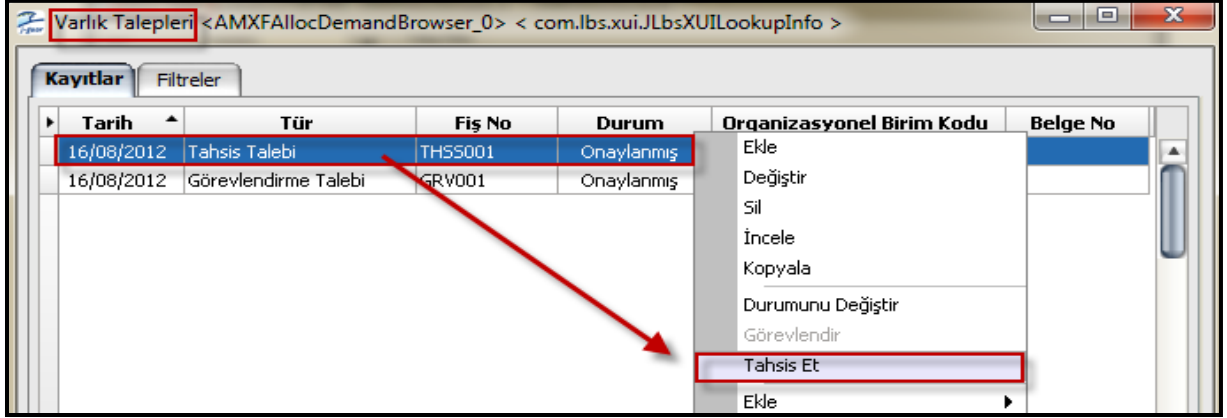 Varlık Talepleri <AMXFAllocDemandBrowser_0> < com.lbs.xui.JLbsXUILookupInfo >
Kayıtlar Filtreler
Tarih Tür Fiş No Durum Organizasyonel Birim Kodu Belge No
16/08/2012 Tahsis Talebi THSS001 Onaylanmış
16/08/2012 Görevlendirme Talebi GRV001 Onaylanmış
Ekle
Değiştir
Sil
İncele
Kopyala
Durumunu Değiştir
Görevlendir
Tahsis Et
Ekle